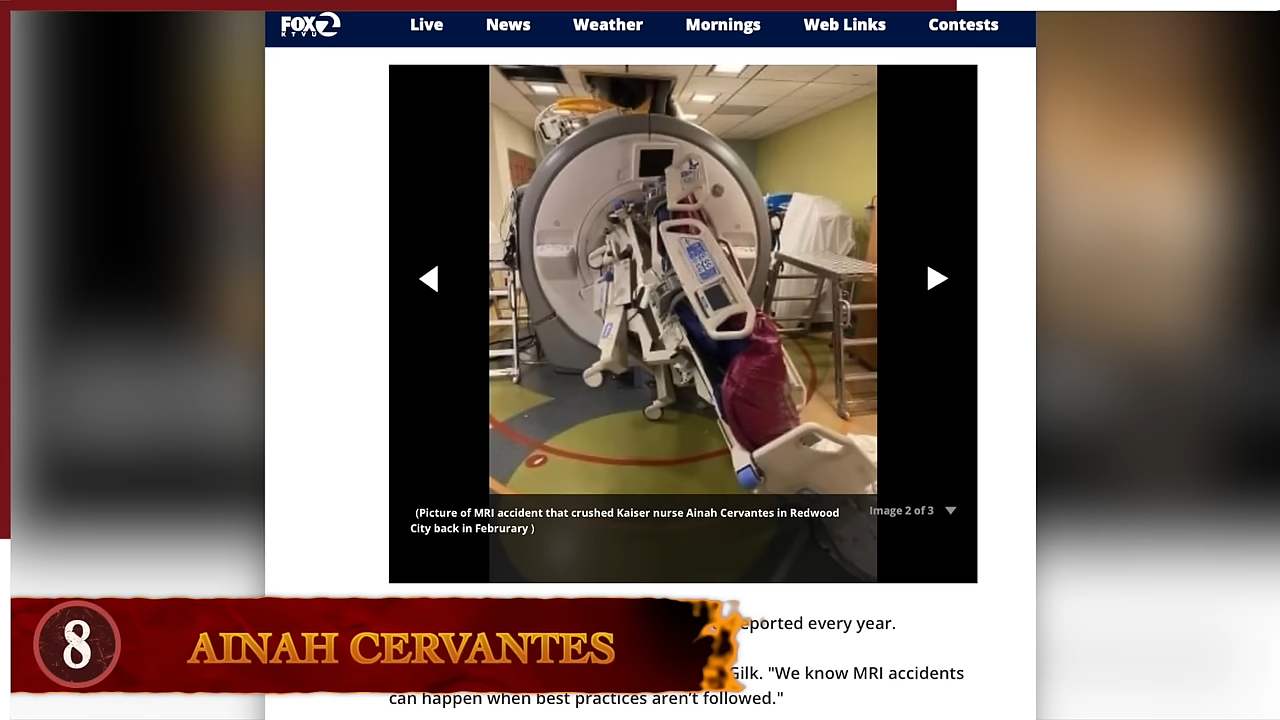 FOX 2
KTVU
Live News Weather Mornings Web Links Contests
(Picture of MRI accident that crushed Kaiser nurse Ainah Cervantes in Redwood
City back in Februrary )
Image 2 of 3
reported every year.
8 AINAH CERVANTES
Gilk. "We know MRI accidents
can happen when best practices aren’t followed."